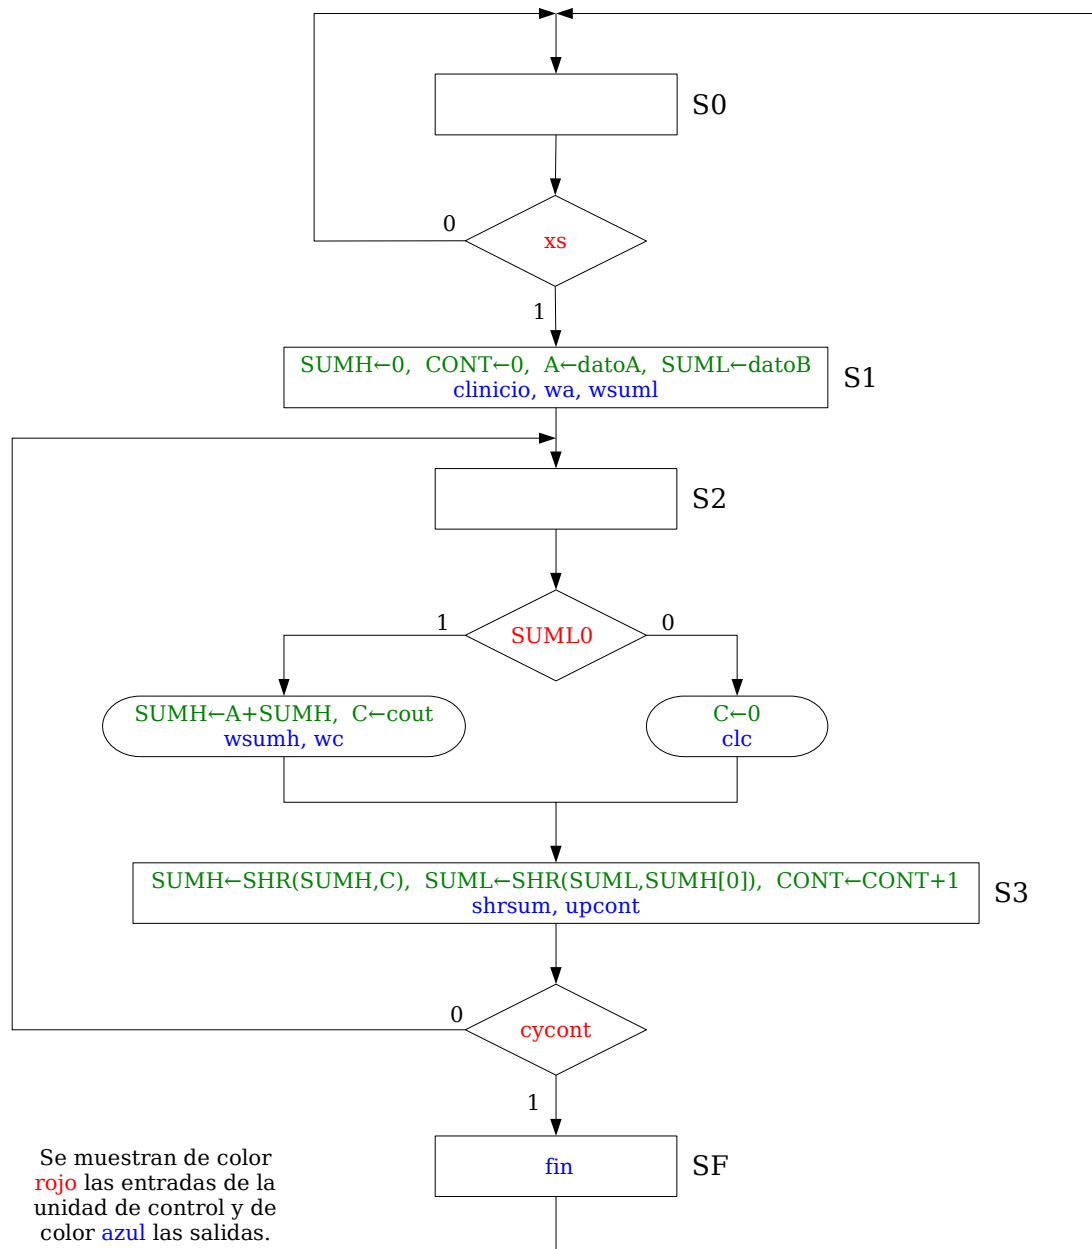 S0
0
xs
1
SUMH←0, CONT←0, A←datoA, SUML←datoB
clinicio, wa, wsuml
S1
S2
1
SUML0
0
SUMH←A+SUMH, C←cout
wsumh, wc
C←0
clc
SUMH←SHR(SUMH,C), SUML←SHR(SUML,SUMH[0]), CONT←CONT+1
shrsum, upcont
S3
0
cycont
1
fin
SF
Se muestran de color
rojo las entradas de la
unidad de control y de
color azul las salidas.